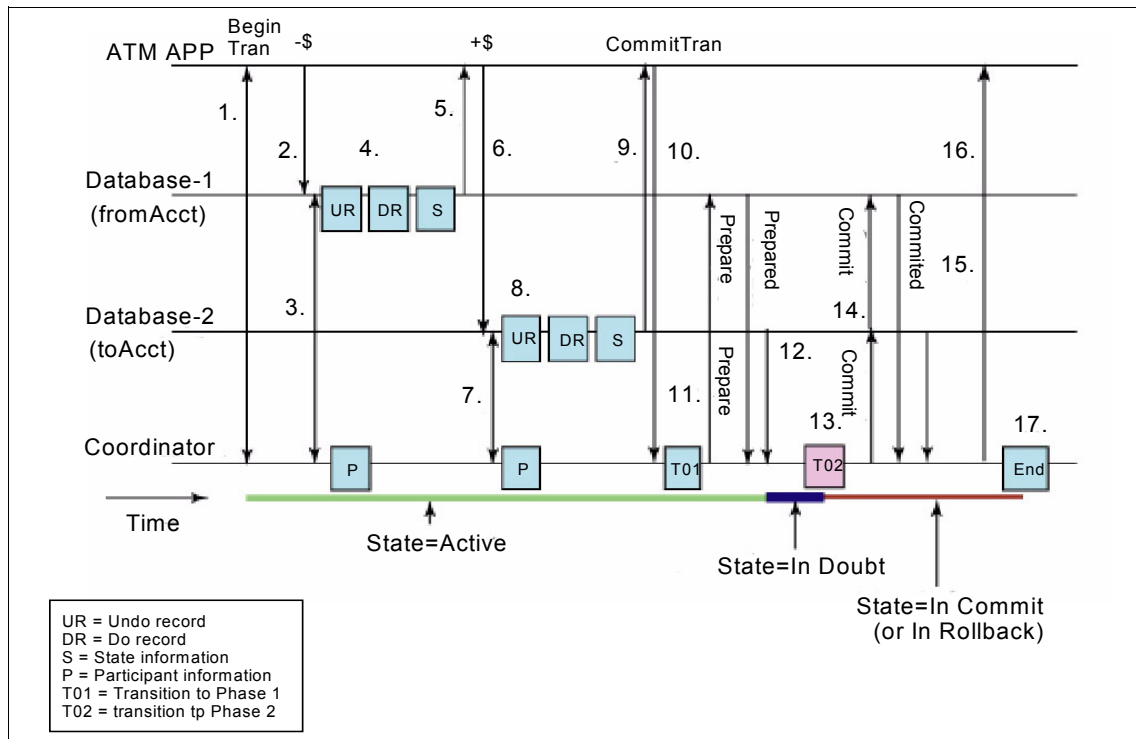 Begin
Tran
-$
+$
CommitTran
ATM APP
1.
2.
4.
5.
6.
9.
10.
16.
Database-1
(fromAcct)
UR
DR
S
Prepare
Prepared
Commit
Commited
15.
3.
8.
14.
Database-2
(toAcct)
UR
DR
S
7.
11.
Prepare
12.
Commit
13.
17.
Coordinator
P
P
T01
T02
End
Time
State=Active
State=In Doubt
State=In Commit
(or In Rollback)
UR = Undo record
DR = Do record
S = State information
P = Participant information
T01 = Transition to Phase 1
T02 = transition tp Phase 2